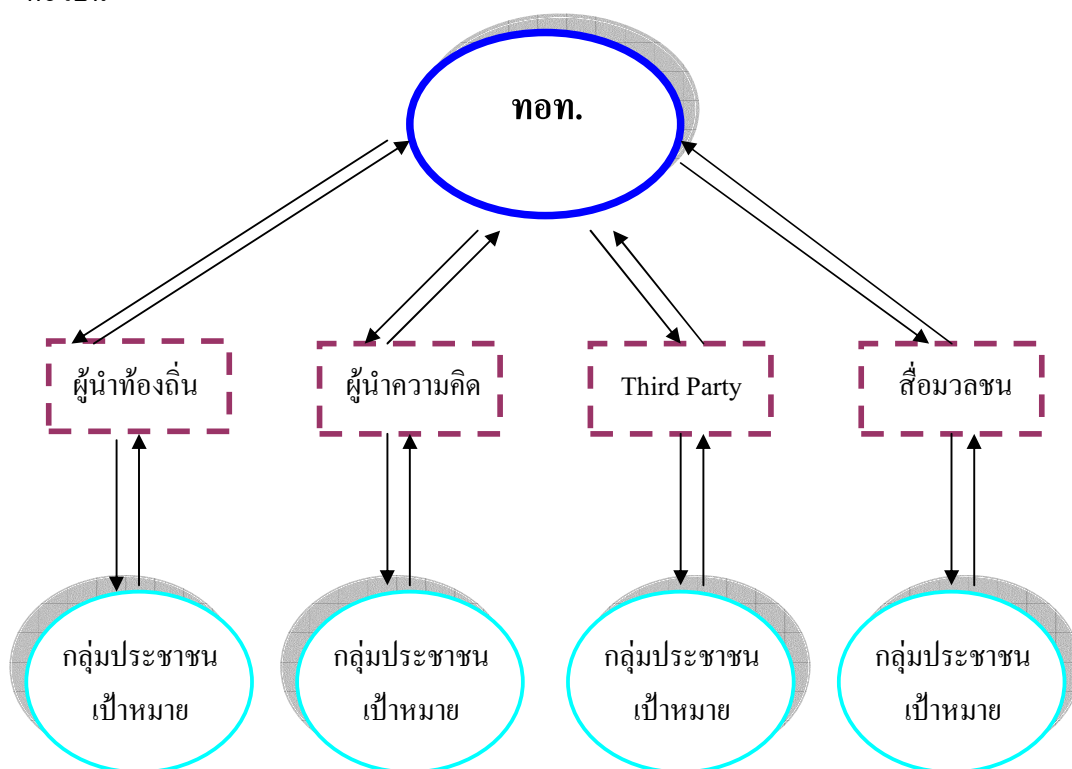 ทอท.
ผู้นำท้องถิ่น
ผู้นำความคิด
Third Party
สื่อมวลชน
กลุ่มประชาชน
เป้าหมาย
กลุ่มประชาชน
เป้าหมาย
กลุ่มประชาชน
เป้าหมาย
กลุ่มประชาชน
เป้าหมาย